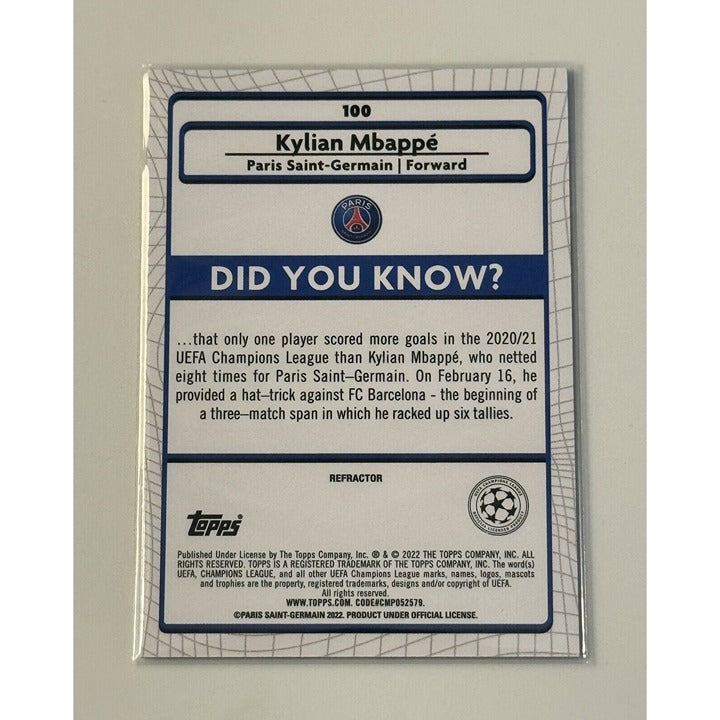 100
Kylian Mbappé
Paris Saint-Germain | Forward
PARIS
DID YOU KNOW?
...that only one player scored more goals in the 2020/21
UEFA Champions League than Kylian Mbappé, who netted
eight times for Paris Saint–Germain. On February 16, he
provided a hat–trick against FC Barcelona - the beginning of
a three–match span in which he racked up six tallies.
REFRACTOR
topps
Published Under License by The Topps Company, Inc. ® & © 2022 THE TOPPS COMPANY, INC. ALL
RIGHTS RESERVED. TOPPS IS A REGISTERED TRADEMARK OF THE TOPPS COMPANY, INC. The word(s)
UEFA, CHAMPIONS LEAGUE, and all other UEFA Champions League marks, names, logos, mascots
and trophies are the property, registered trademarks, designs and/or copyright of UEFA.
All rights reserved.
WWW.TOPPS.COM. CODE#CMP052579.
©PARIS SAINT-GERMAIN 2022. PRODUCT UNDER OFFICIAL LICENSE.